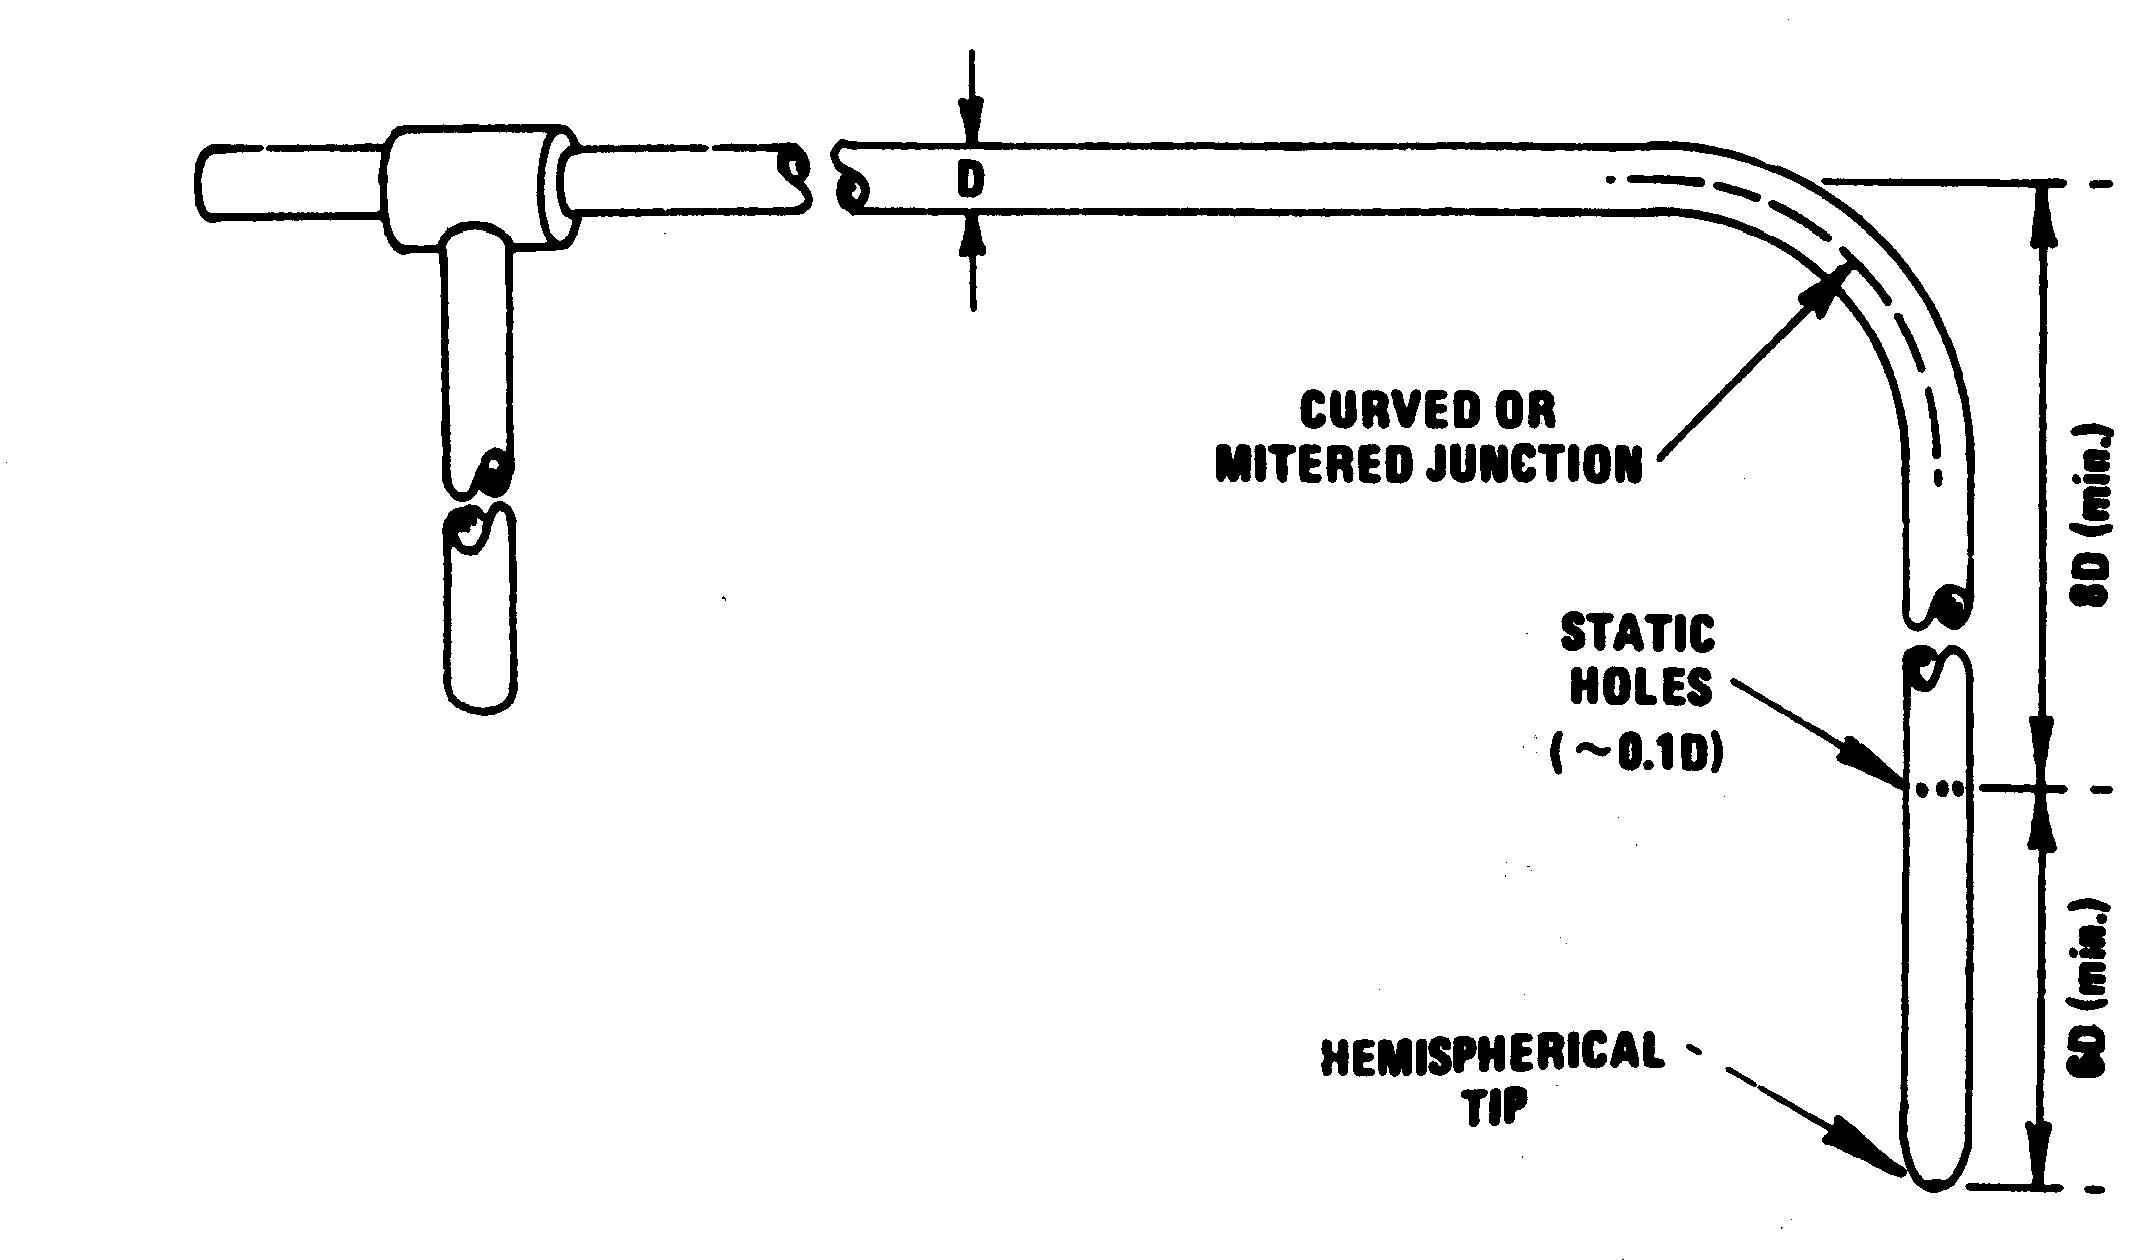 D
CURVED OR
MITERED JUNCTION
8D (min.)
STATIC
HOLES
(~0.1D)
6D (min.)
HEMISPHERICAL
TIP